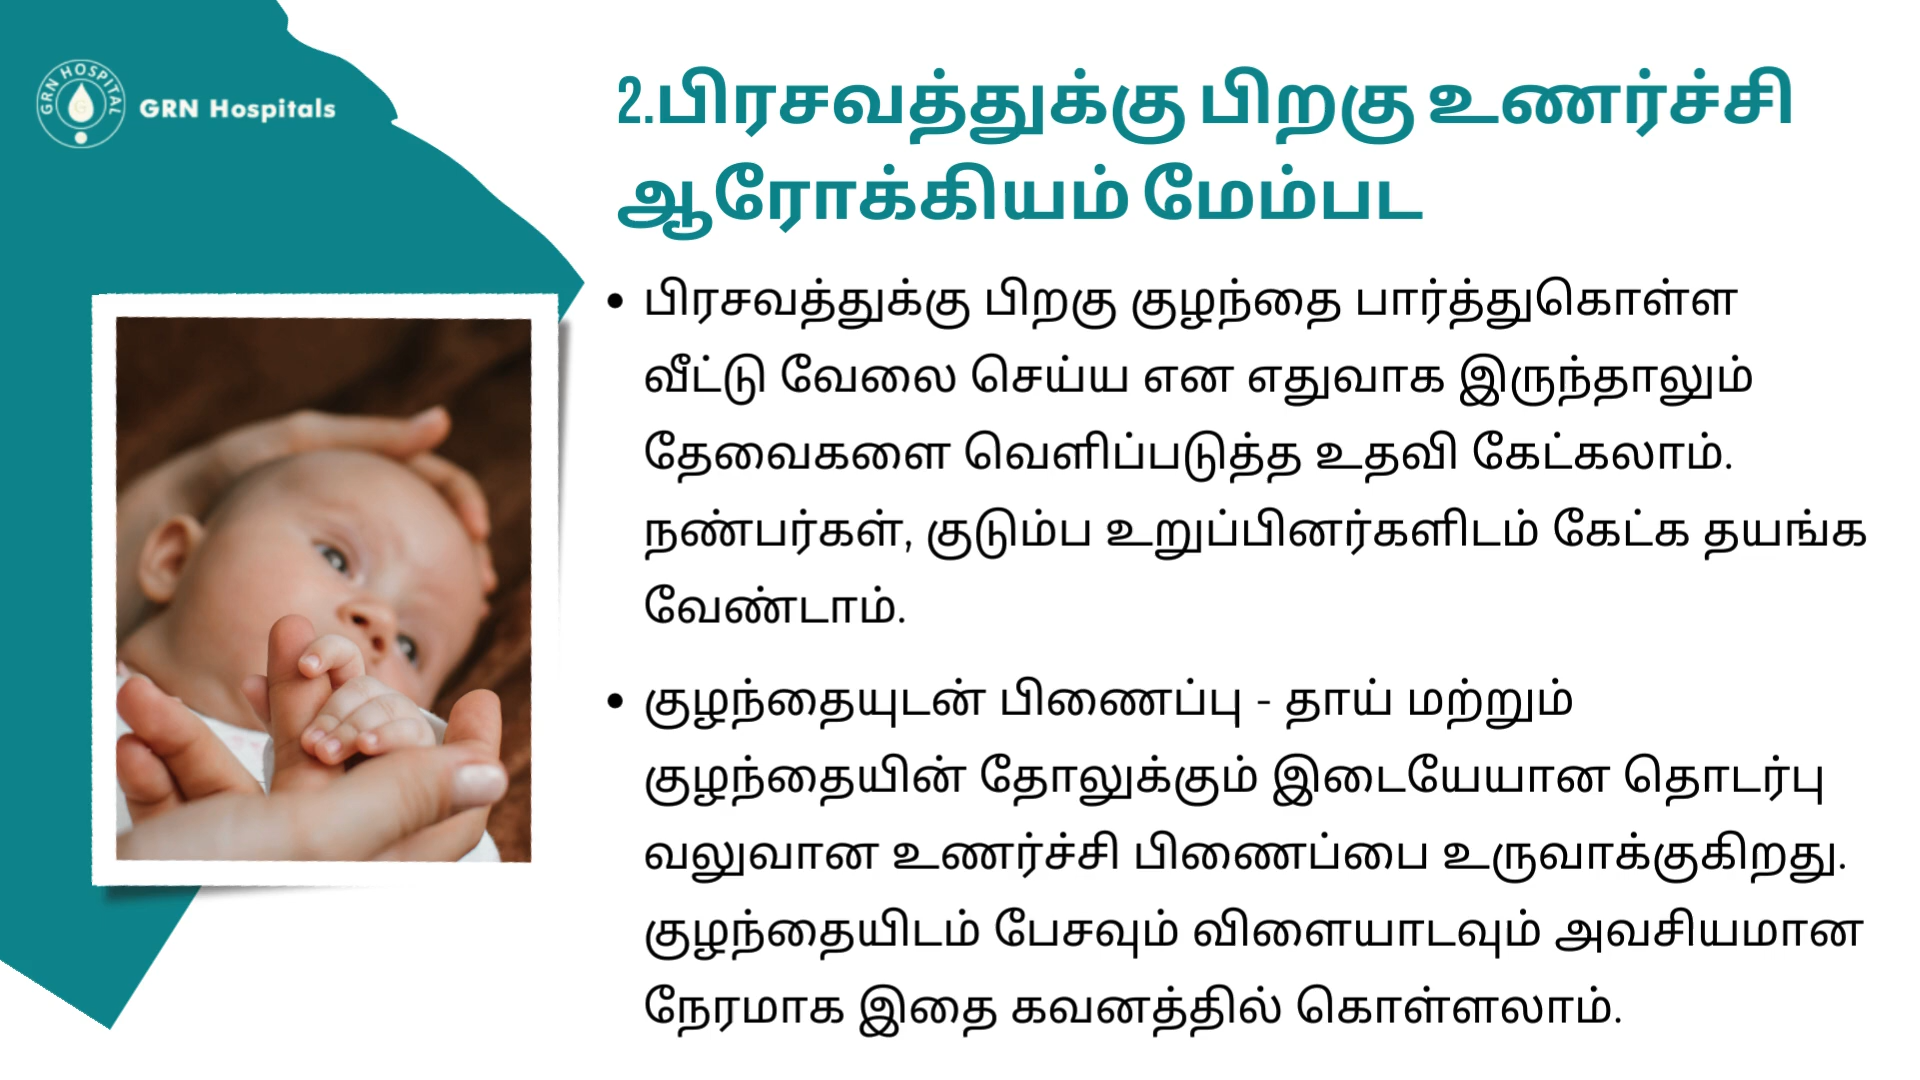 GRN HOSPITAL
GRN Hospitals
2.பிரசவத்துக்கு பிறகு உணர்ச்சி
ஆரோக்கியம் மேம்பட
• பிரசவத்துக்கு பிறகு குழந்தை பார்த்துகொள்ள
வீட்டு வேலை செய்ய என எதுவாக இருந்தாலும்
தேவைகளை வெளிப்படுத்த உதவி கேட்கலாம்.
நண்பர்கள், குடும்ப உறுப்பினர்களிடம் கேட்க தயங்க
வேண்டாம்.
• குழந்தையுடன் பிணைப்பு - தாய் மற்றும்
குழந்தையின் தோலுக்கும் இடையேயான தொடர்பு
வலுவான உணர்ச்சி பிணைப்பை உருவாக்குகிறது.
குழந்தையிடம் பேசவும் விளையாடவும் அவசியமான
நேரமாக இதை கவனத்தில் கொள்ளலாம்.